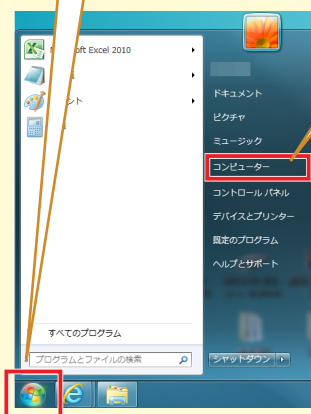 oft Excel 2010
ント
すべてのプログラム
プログラムとファイルの検索
ドキュメント
ピクチャ
ミュージック
コンピューター
コントロール パネル
デバイスとプリンター
既定のプログラム
ヘルプとサポート
シャットダウン